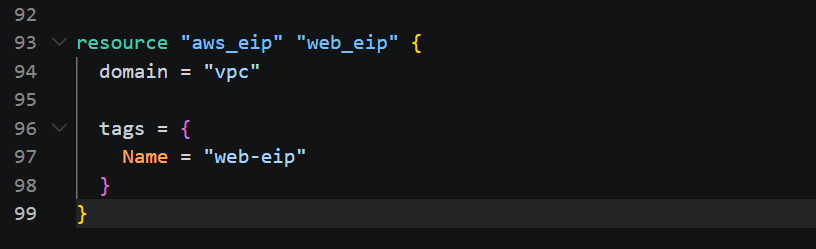 92
93 resource "aws_eip" "web_eip" {
94   domain = "vpc"
95
96   tags = {
97     Name = "web-eip"
98   }
99 }